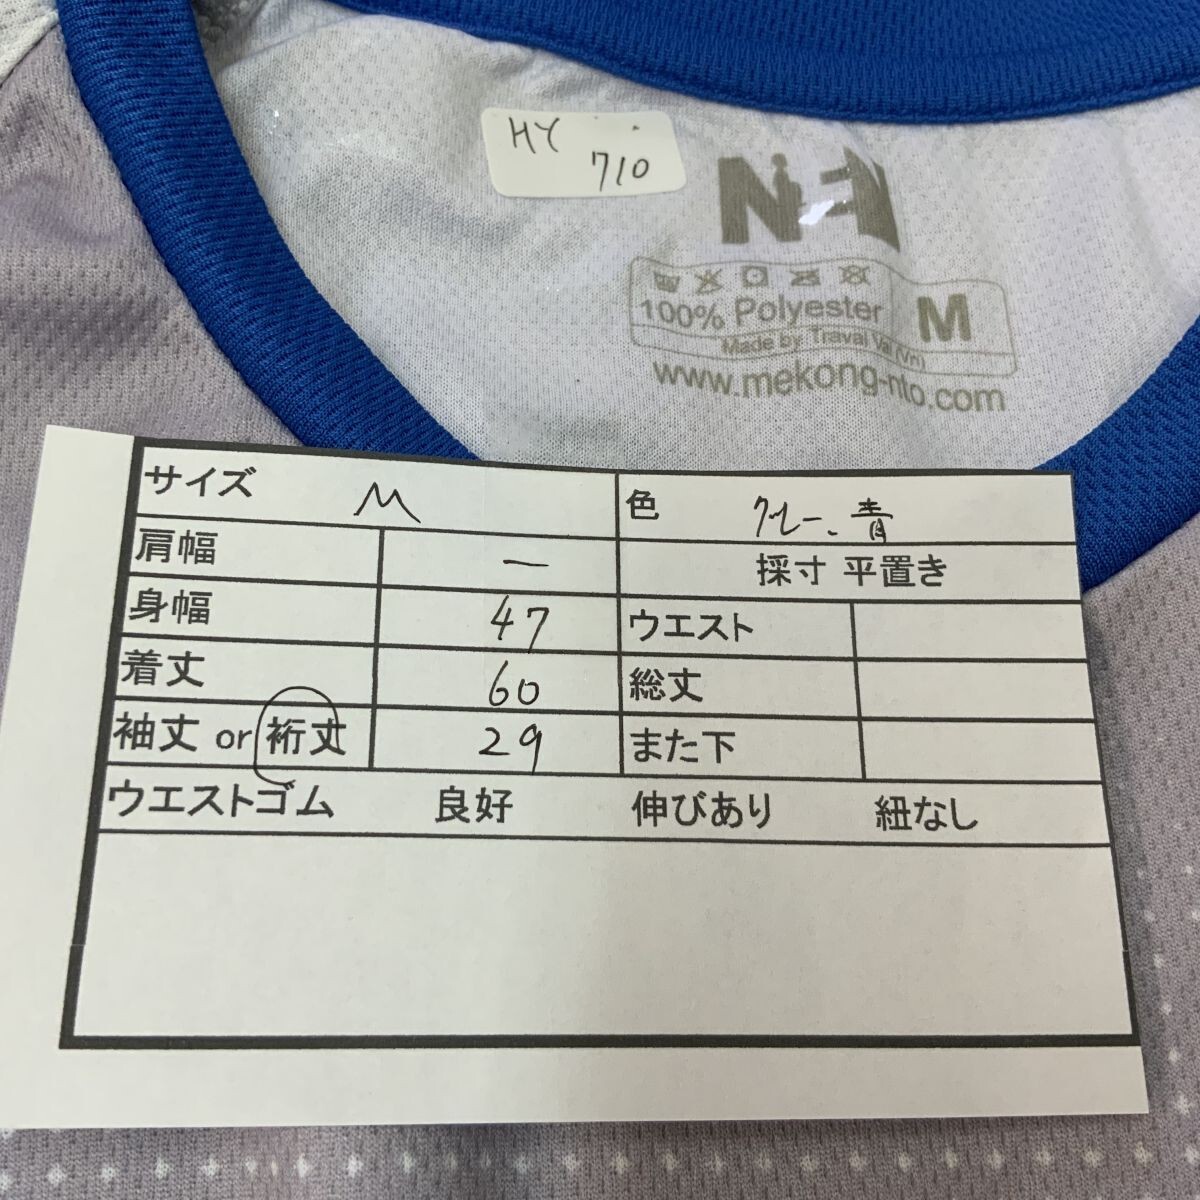 HY
710
100% Polyester M
Made by Traval Val (Vn)
www.mekong-nto.com
サイズ M 色 グレー、青
肩幅 ー 採寸 平置き
身幅 47 ウエスト
着丈 60 総丈
袖丈 or 裄丈 29 また下
ウエストゴム 良好 伸びあり 紐なし